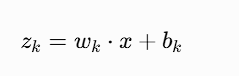 z_k = w_k · x + b_k